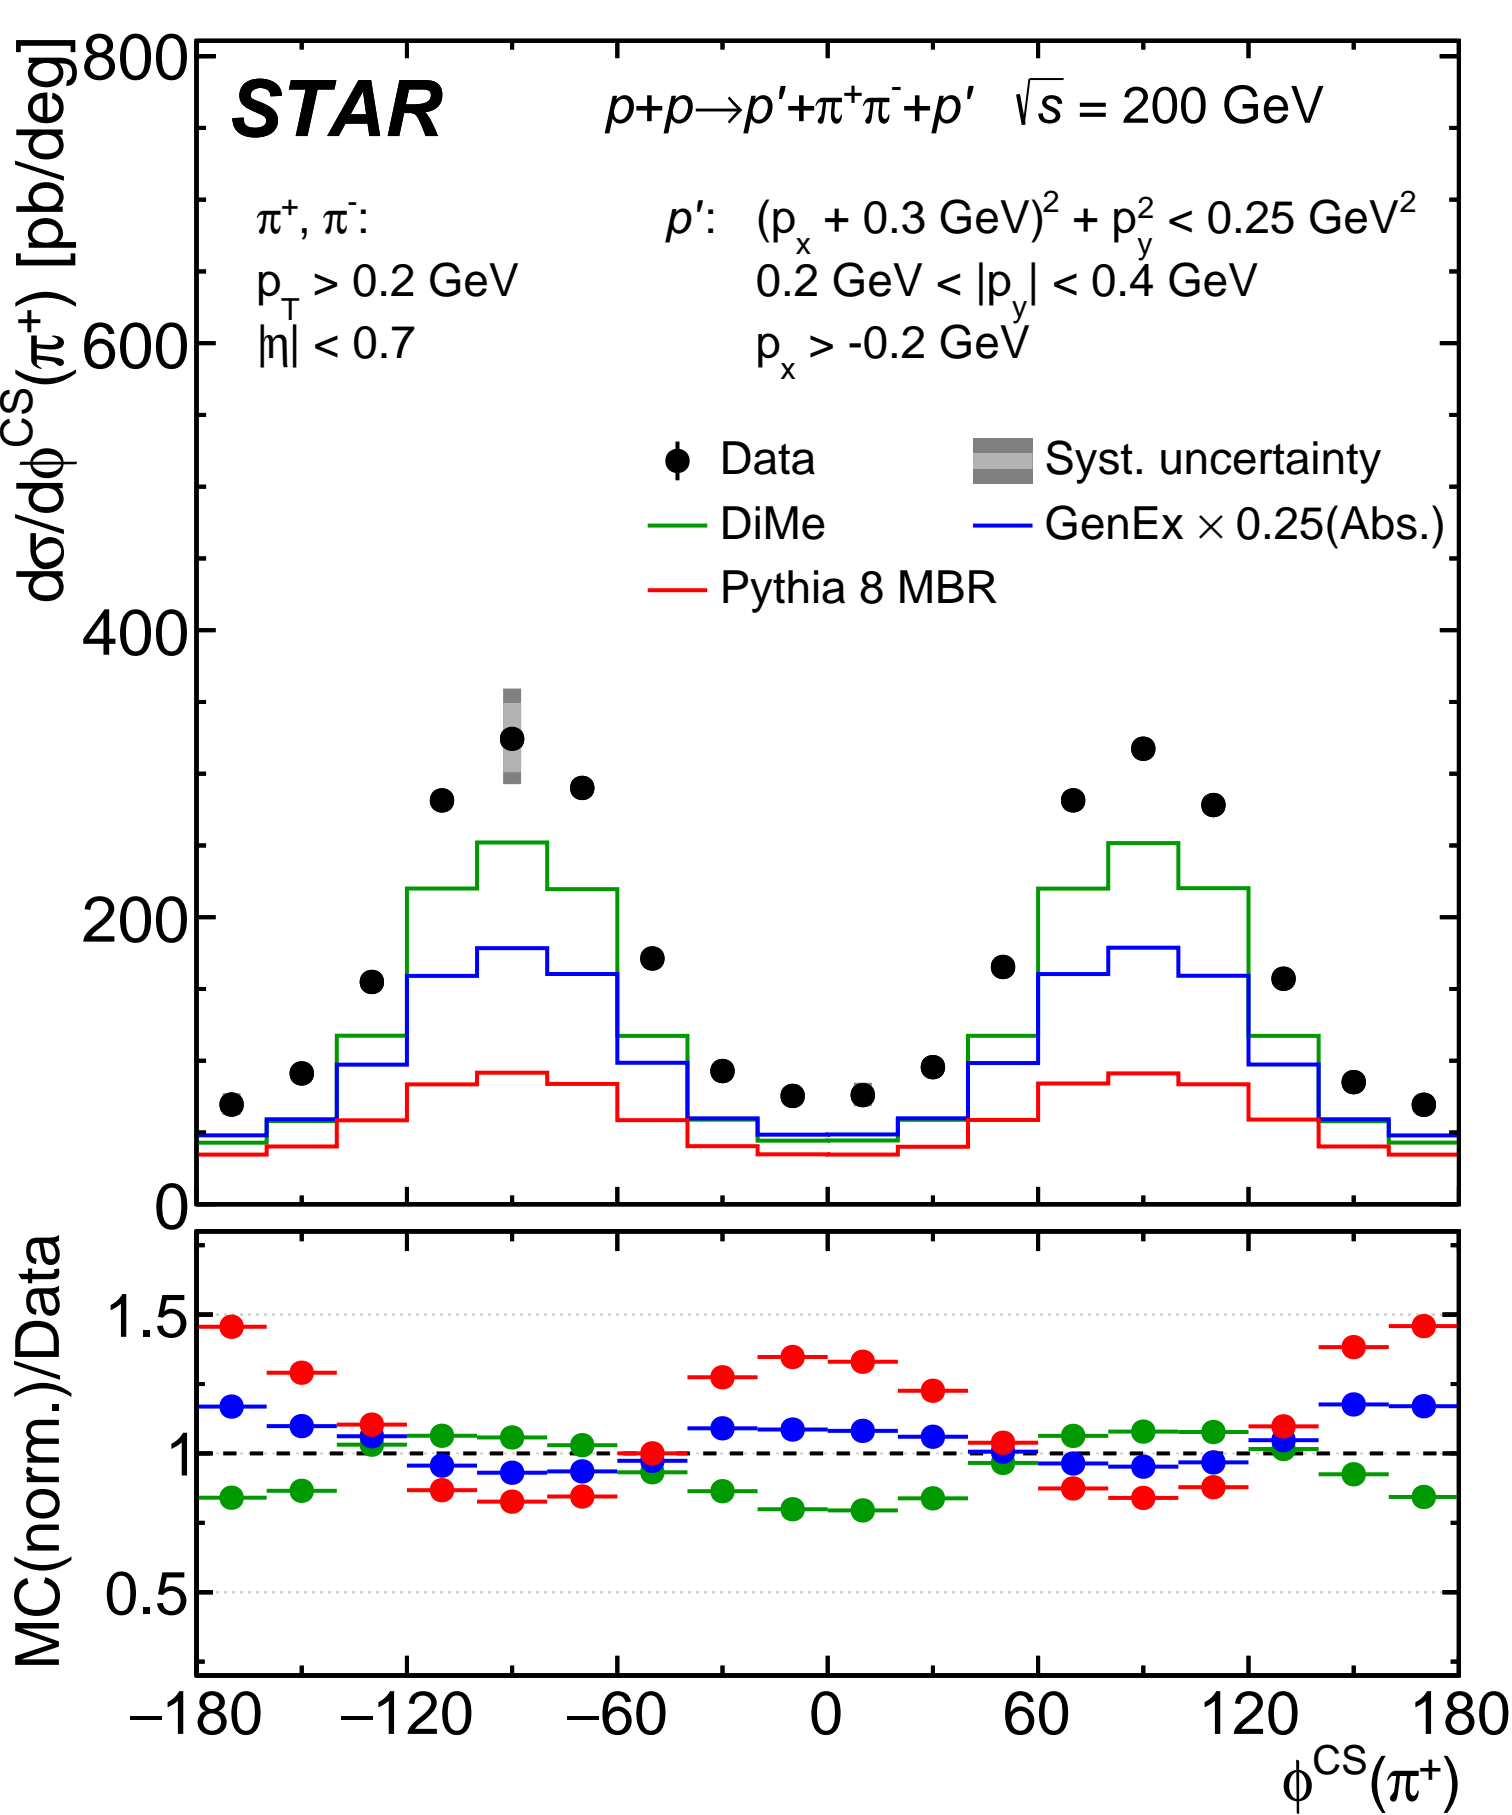 STAR p+p→p′+π⁺π⁻+p′ √s = 200 GeV
π⁺, π⁻: p′: (pₓ + 0.3 GeV)² + p_y² < 0.25 GeV²
p_T > 0.2 GeV 0.2 GeV < |p_y| < 0.4 GeV
|η| < 0.7 pₓ > -0.2 GeV
Data Syst. uncertainty
DiMe GenEx × 0.25(Abs.)
Pythia 8 MBR
dσ/dϕ^CS(π⁺) [pb/deg]
800
600
400
200
0
MC(norm.)/Data
1.5
1
0.5
−180 −120 −60 0 60 120 180
ϕ^CS(π⁺)